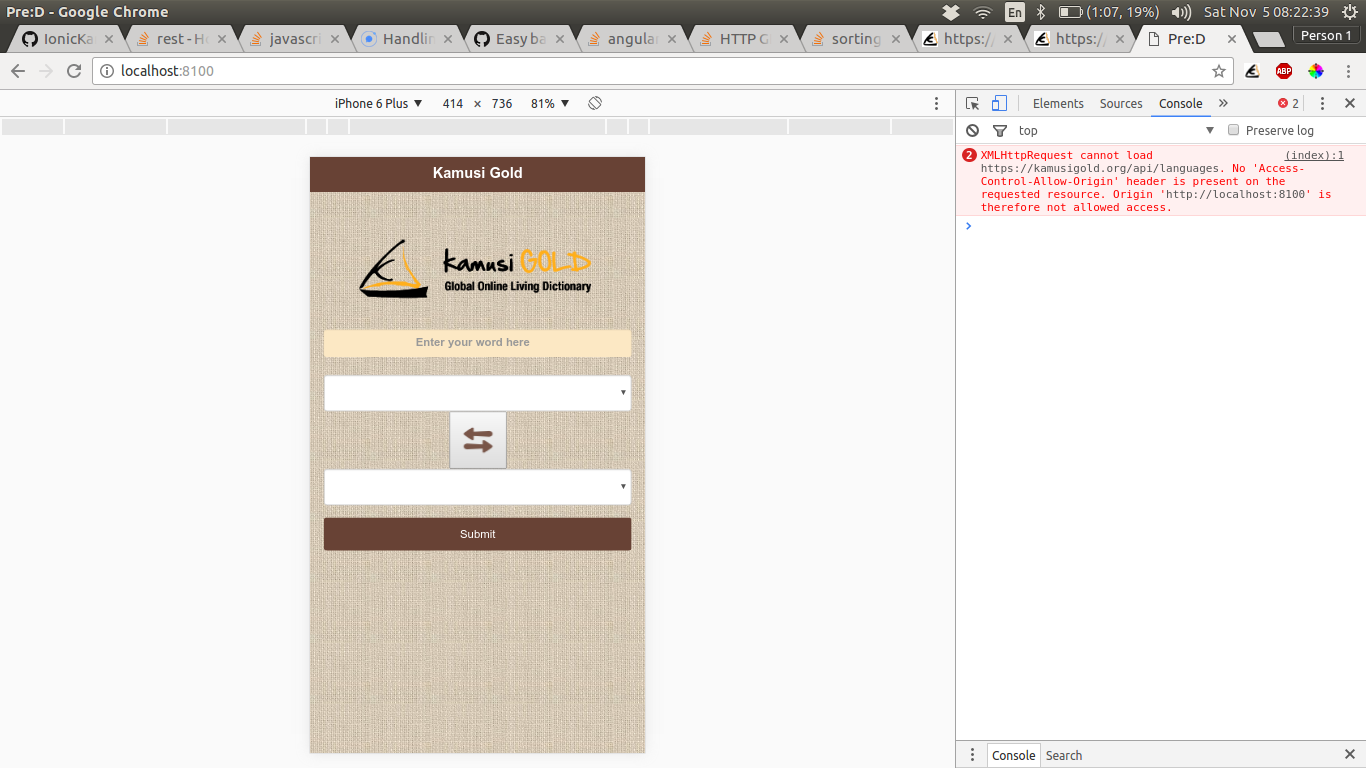 Pre:D - Google Chrome
En
(1:07, 19%)
Sat Nov 5 08:22:39
IonicKa
rest - He
javascri
Handlin
Easy ba
angular
HTTP G
sorting
https:/
https:/
Pre:D
Person 1
localhost:8100
ABP
iPhone 6 Plus ▼ 414 × 736 81% ▼
Elements Sources Console » 2
top ▼ Preserve log
Kamusi Gold
kamusi GOLD
Global Online Living Dictionary
Enter your word here
Submit
2 XMLHttpRequest cannot load (index):1
https://kamusigold.org/api/languages. No 'Access-
Control-Allow-Origin' header is present on the
requested resource. Origin 'http://localhost:8100' is
therefore not allowed access.
>
Console Search